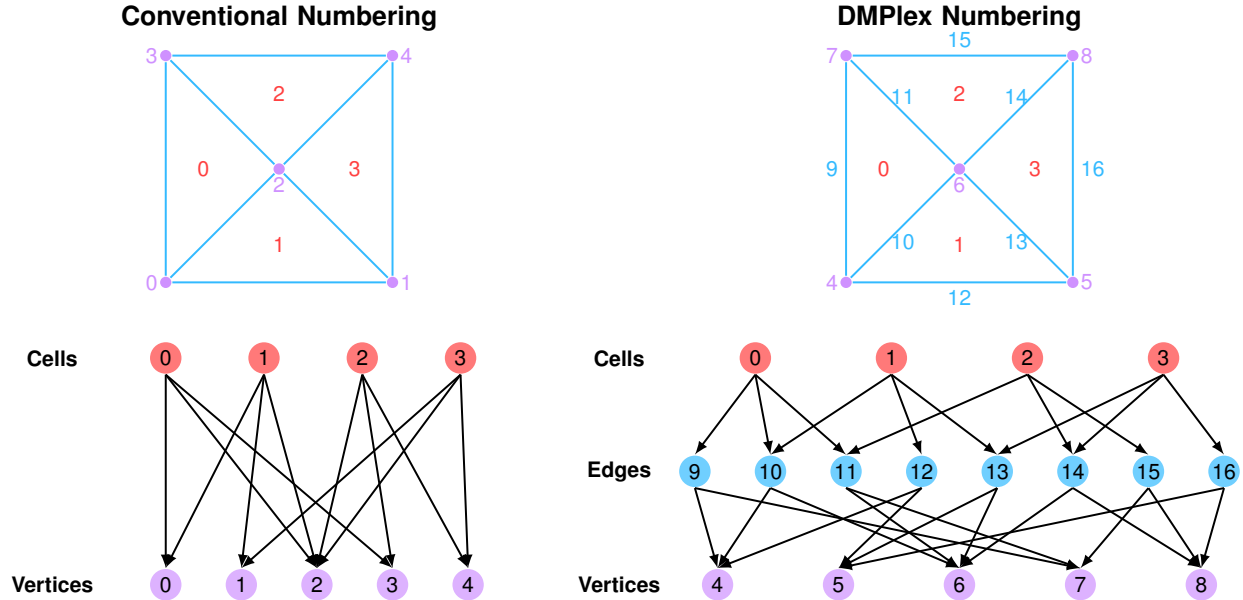 Conventional Numbering
3 4
2
0 3
2
1
0 1
Cells 0 1 2 3
Vertices 0 1 2 3 4
DMPlex Numbering
15
7 8
11 2 14
9 0 3 16
6
10 1 13
4 5
12
Cells 0 1 2 3
Edges 9 10 11 12 13 14 15 16
Vertices 4 5 6 7 8